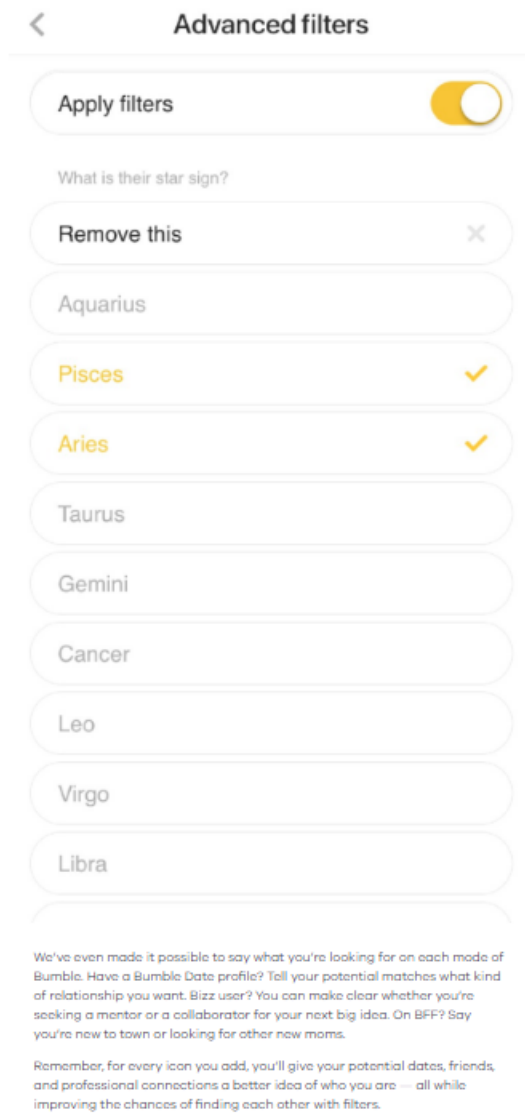 Advanced filters
Apply filters
What is their star sign?
Remove this
Aquarius
Pisces
Aries
Taurus
Gemini
Cancer
Leo
Virgo
Libra
We've even made it possible to say what you're looking for on each mode of
Bumble. Have a Bumble Date profile? Tell your potential matches what kind
of relationship you want. Bizz user? You can make clear whether you're
seeking a mentor or a collaborator for your next big idea. On BFF? Say
you're new to town or looking for other new moms.
Remember, for every icon you add, you'll give your potential dates, friends,
and professional connections a better idea of who you are — all while
improving the chances of finding each other with filters.